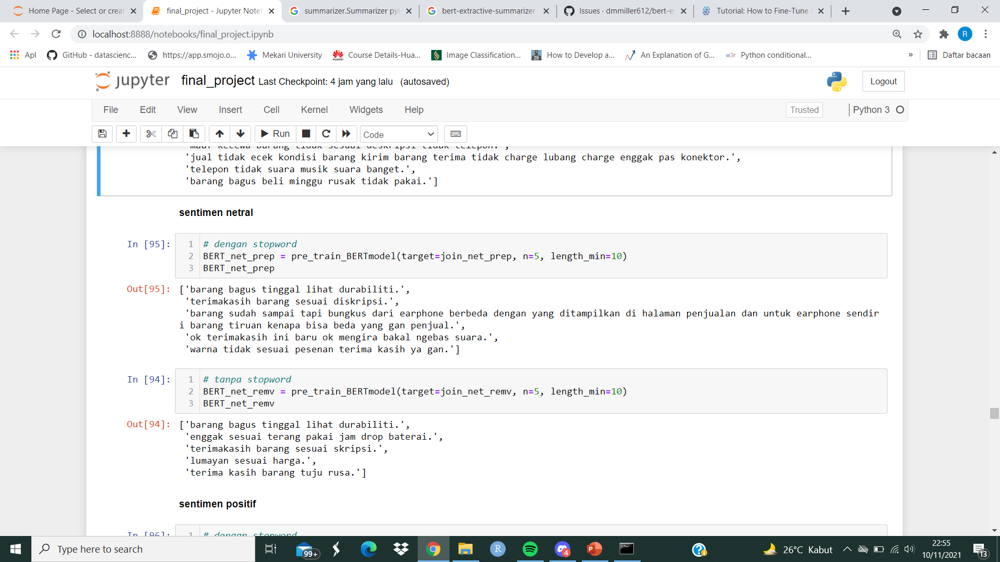 Home Page - Select or creat
final_project - Jupyter Note
summarizer.Summarizer py
bert-extractive-summarizer
Issues · dmmiller612/bert-e
Tutorial: How to Fine-Tune
localhost:8888/notebooks/final_project.ipynb
R
Apl
GitHub - datascienc...
https://app.smojo.o...
Mekari University
HUAWEI
Course Details-Hua...
Image Classification...
How to Develop a...
An Explanation of G...
w3r
Python conditional...
»
Daftar bacaan
jupyter
final_project
Last Checkpoint: 4 jam yang lalu
(autosaved)
Logout
File
Edit
View
Insert
Cell
Kernel
Widgets
Help
Trusted
Python 3
Run
Code
'maaf kecewa barang tidak sesuai deskripsi tidak telepon.',
'jual tidak ecek kondisi barang kirim barang terima tidak charge lubang charge enggak pas konektor.',
'telepon tidak suara musik suara banget.',
'barang bagus beli minggu rusak tidak pakai.']
sentimen netral
In [95]:
1 # dengan stopword
2 BERT_net_prep = pre_train_BERTmodel(target=join_net_prep, n=5, length_min=10)
3 BERT_net_prep
Out[95]:
['barang bagus tinggal lihat durabiliti.',
'terimakasih barang sesuai diskripsi.',
'barang sudah sampai tapi bungkus dari earphone berbeda dengan yang ditampilkan di halaman penjualan dan untuk earphone sendir
i barang tiruan kenapa bisa beda yang gan penjual.',
'ok terimakasih ini baru ok mengira bakal ngebas suara.',
'warna tidak sesuai pesenan terima kasih ya gan.']
In [94]:
1 # tanpa stopword
2 BERT_net_remv = pre_train_BERTmodel(target=join_net_remv, n=5, length_min=10)
3 BERT_net_remv
Out[94]:
['barang bagus tinggal lihat durabiliti.',
'enggak sesuai terang pakai jam drop baterai.',
'terimakasih barang sesuai skripsi.',
'lumayan sesuai harga.',
'terima kasih barang tuju rusa.']
sentimen positif
In [96]:
1 # dengan stopword
Type here to search
99+
R
4
P
26°C Kabut
22:55
10/11/2021
13